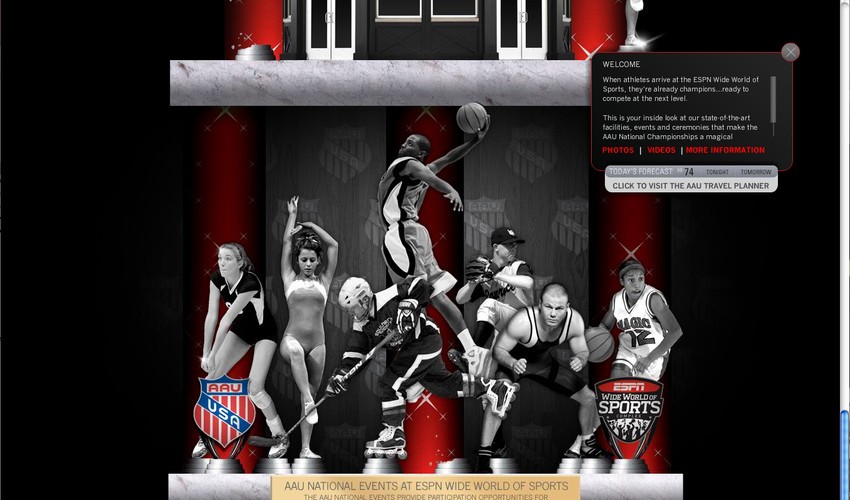 WELCOME
When athletes arrive at the ESPN Wide World of
Sports, they're already champions...ready to
compete at the next level.
This is your inside look at our state-of-the-art
facilities, events and ceremonies that make the
AAU National Championships a magical
PHOTOS | VIDEOS | MORE INFORMATION
TODAY'S FORECAST 74 TONIGHT TOMORROW
CLICK TO VISIT THE AAU TRAVEL PLANNER
MAGIC
12
AAU
USA
ESPN
WIDE WORLD OF
SPORTS
COMPLEX
AAU NATIONAL EVENTS AT ESPN WIDE WORLD OF SPORTS
THE AAU NATIONAL EVENTS PROVIDE PARTICIPATION OPPORTUNITIES FOR